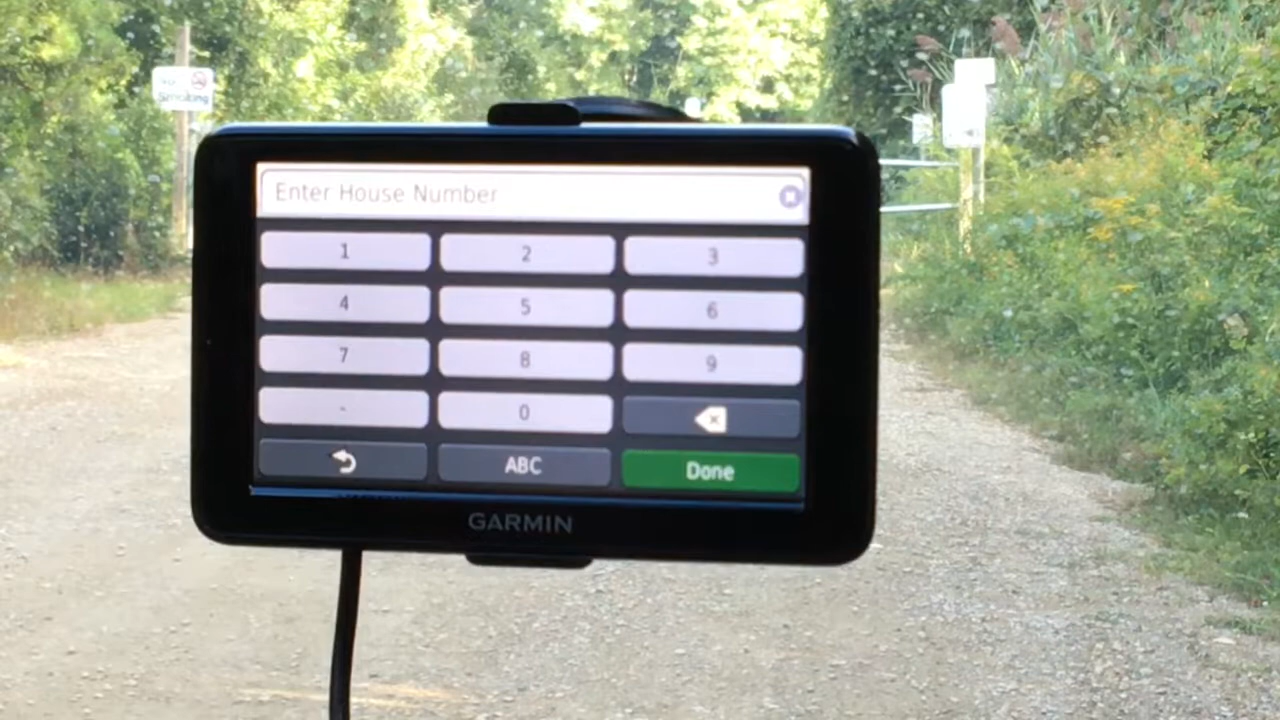 Smoking
Enter House Number
1 2 3
4 5 6
7 8 9
- 0
ABC Done
GARMIN